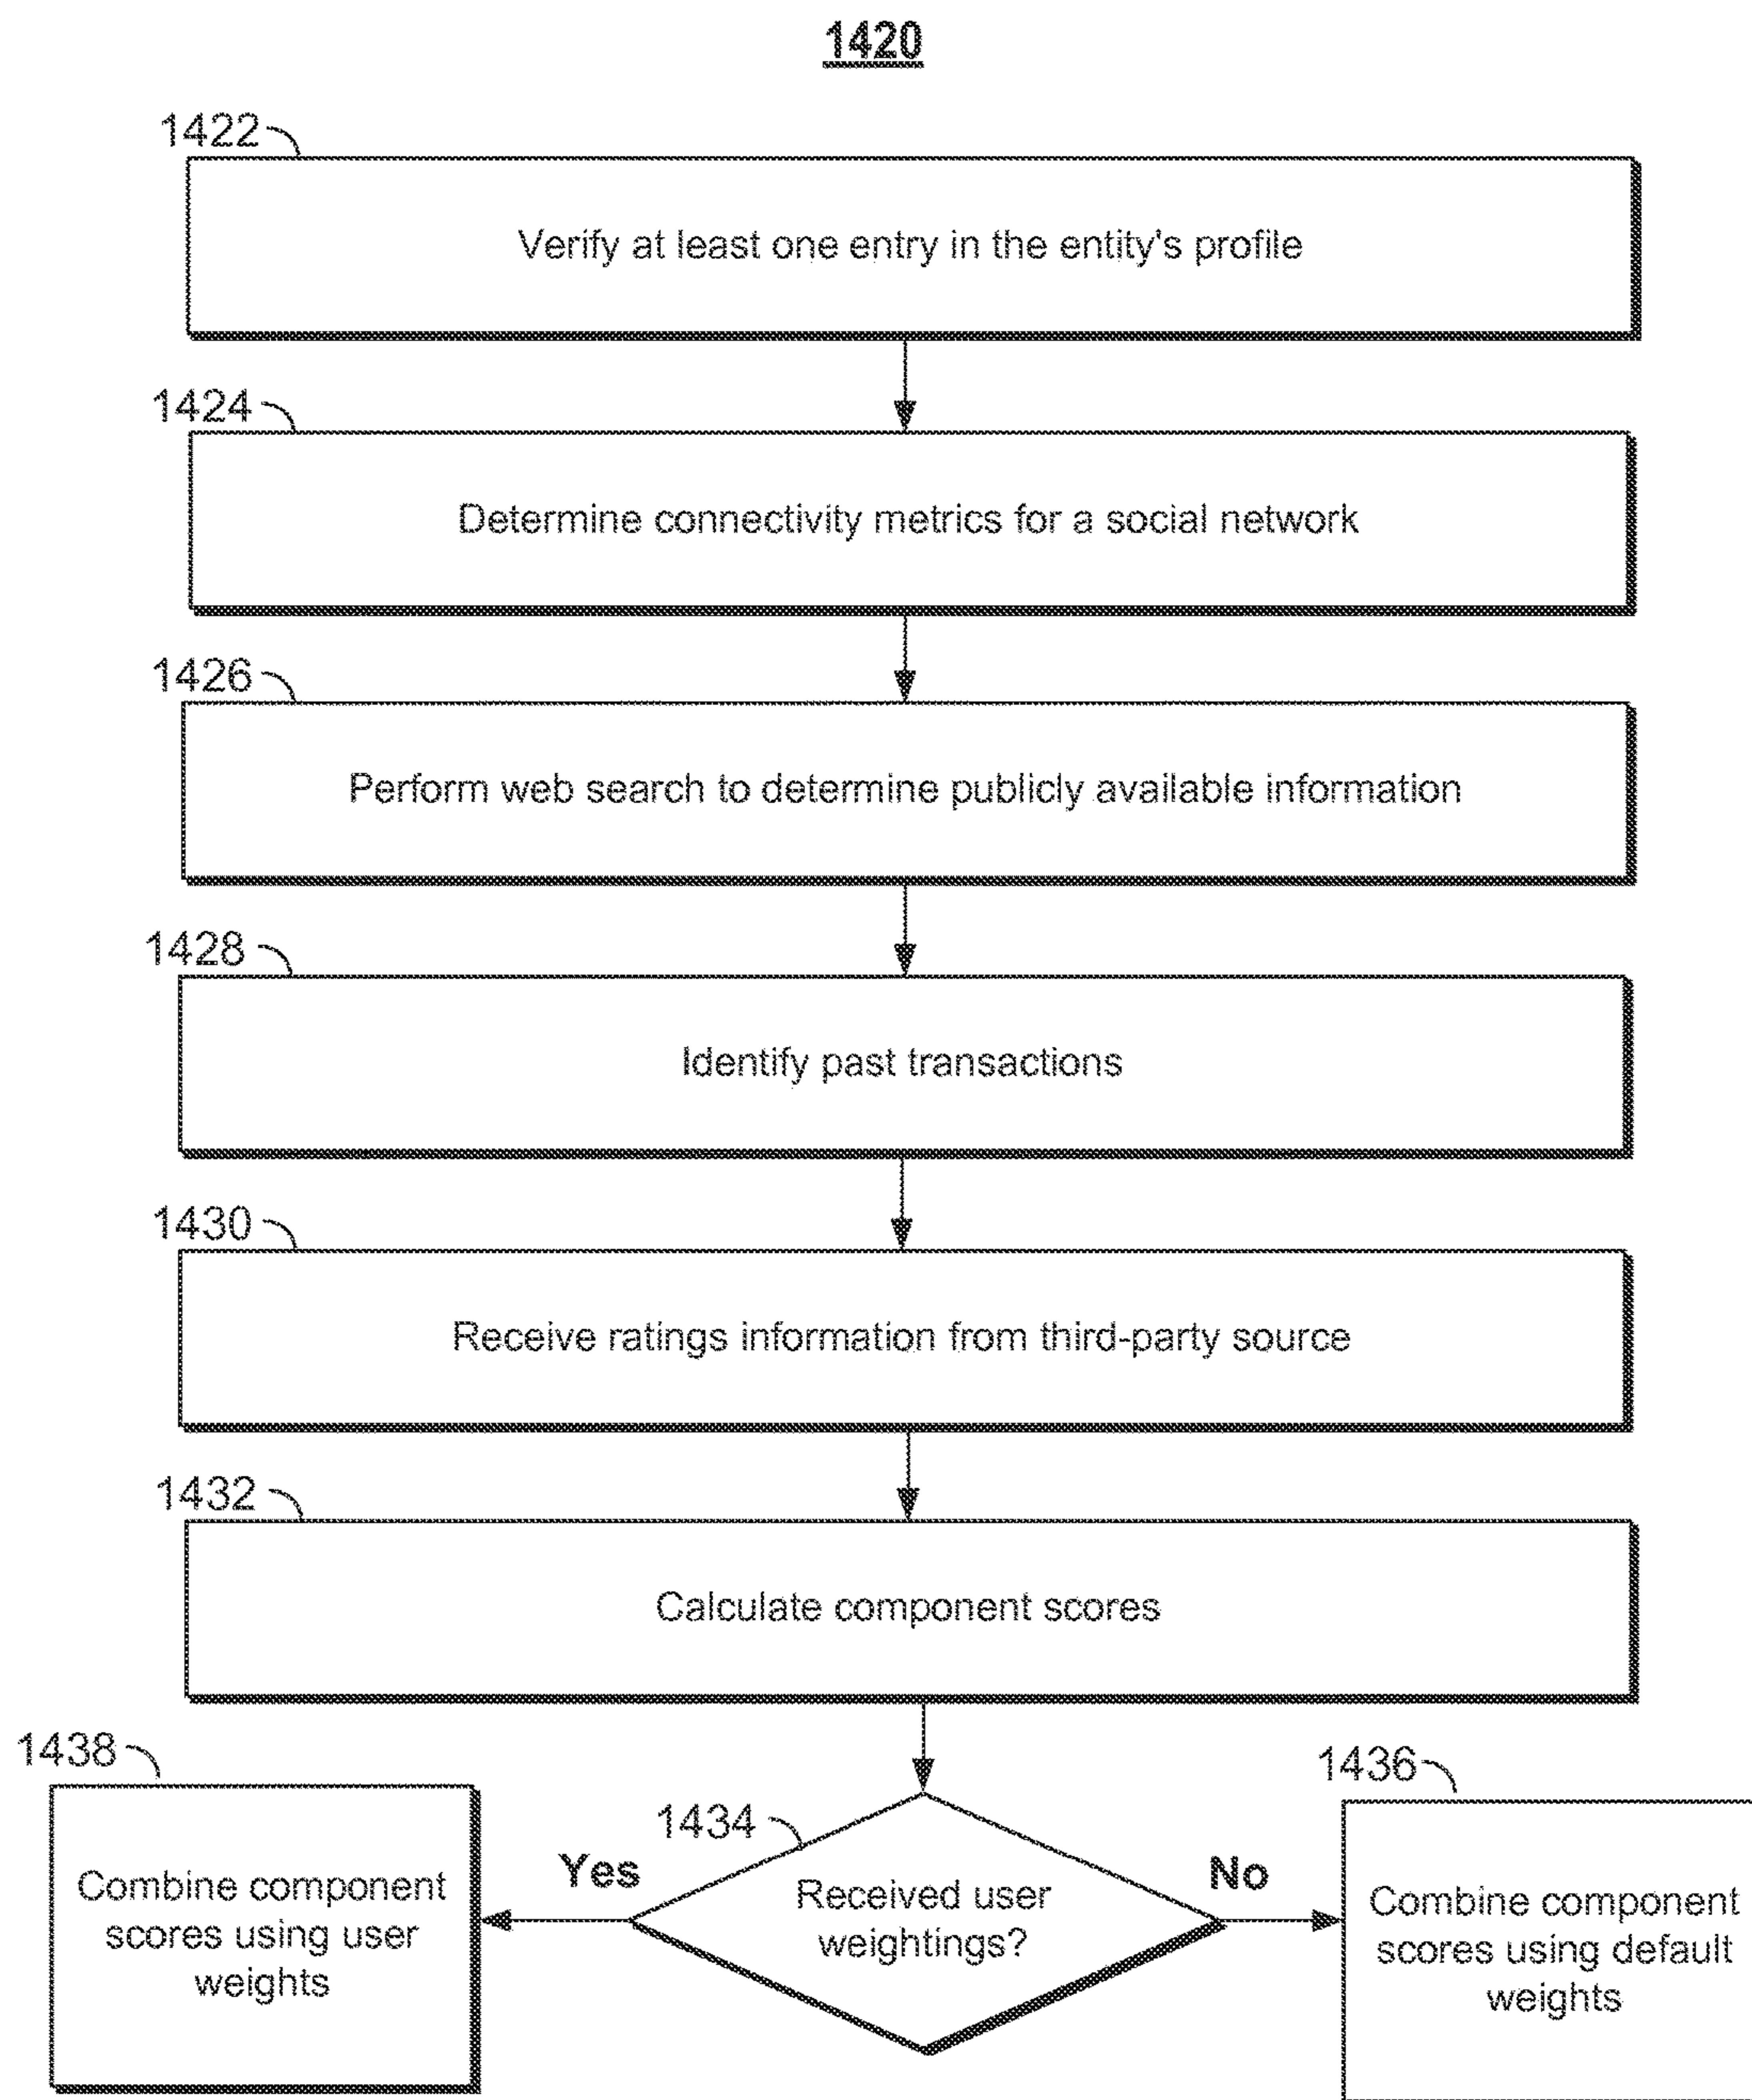 1420
1422
Verify at least one entry in the entity's profile
1424
Determine connectivity metrics for a social network
1426
Perform web search to determine publicly available information
1428
Identify past transactions
1430
Receive ratings information from third-party source
1432
Calculate component scores
1438
Combine component
scores using user
weights
1434
Yes
Received user
weightings?
No
1436
Combine component
scores using default
weights